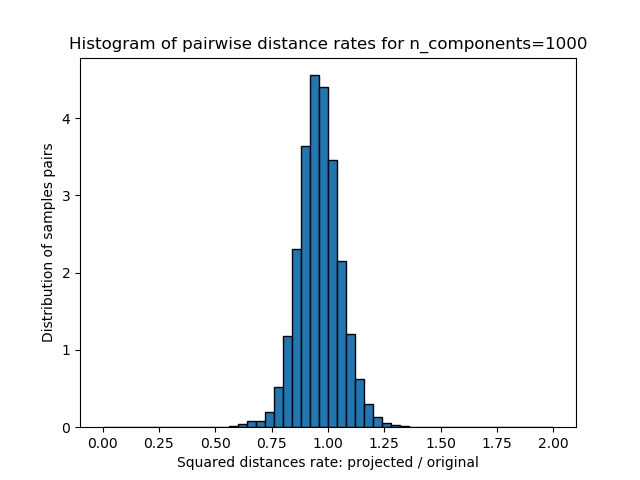 Histogram of pairwise distance rates for n_components=1000
Distribution of samples pairs
4
3
2
1
0
0.00 0.25 0.50 0.75 1.00 1.25 1.50 1.75 2.00
Squared distances rate: projected / original